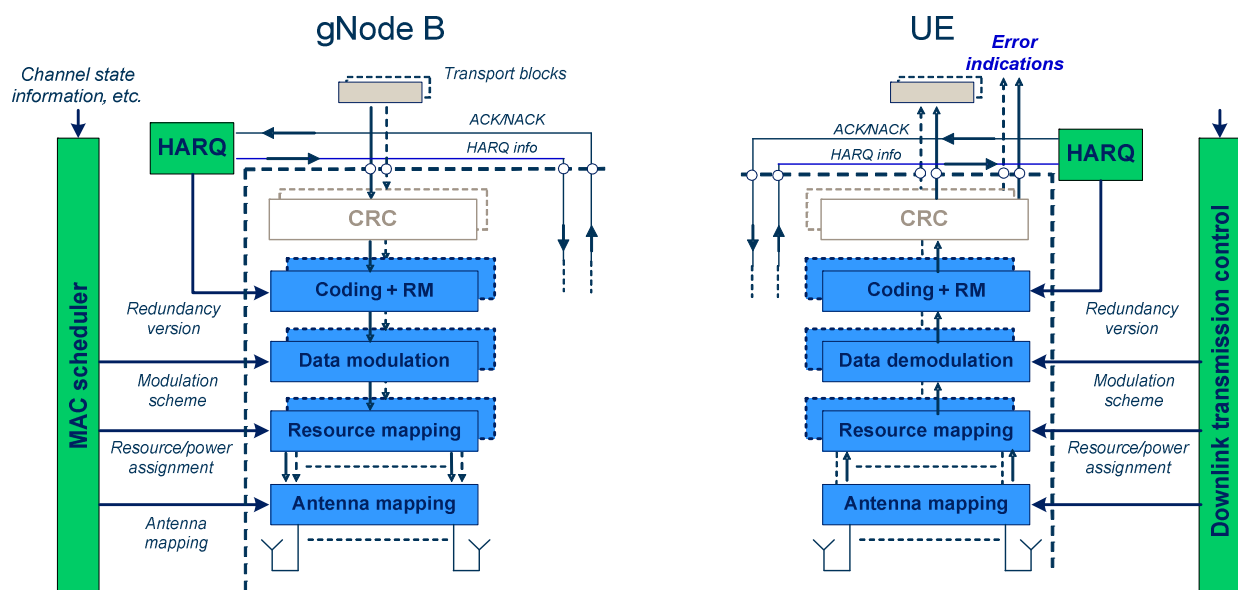 gNode B
UE
Error
indications
Channel state
information, etc.
Transport blocks
ACK/NACK
HARQ
HARQ info
CRC
Coding + RM
Redundancy
version
Data modulation
Modulation
scheme
Resource mapping
Resource/power
assignment
Antenna mapping
Antenna
mapping
MAC scheduler
ACK/NACK
HARQ info
HARQ
CRC
Coding + RM
Redundancy
version
Data demodulation
Modulation
scheme
Resource mapping
Resource/power
assignment
Antenna mapping
Downlink transmission control